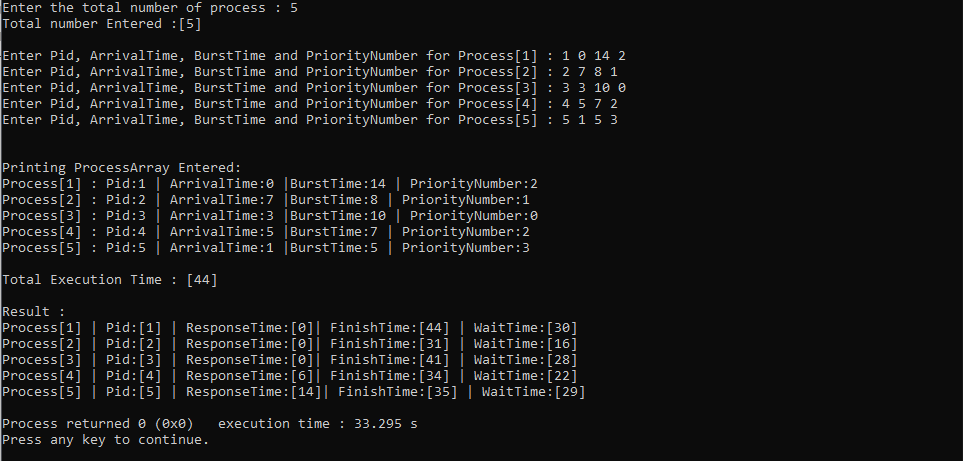 Enter the total number of process : 5
Total number Entered :[5]
Enter Pid, ArrivalTime, BurstTime and PriorityNumber for Process[1] : 1 0 14 2
Enter Pid, ArrivalTime, BurstTime and PriorityNumber for Process[2] : 2 7 8 1
Enter Pid, ArrivalTime, BurstTime and PriorityNumber for Process[3] : 3 3 10 0
Enter Pid, ArrivalTime, BurstTime and PriorityNumber for Process[4] : 4 5 7 2
Enter Pid, ArrivalTime, BurstTime and PriorityNumber for Process[5] : 5 1 5 3
Printing ProcessArray Entered:
Process[1] : Pid:1 | ArrivalTime:0 |BurstTime:14 | PriorityNumber:2
Process[2] : Pid:2 | ArrivalTime:7 |BurstTime:8 | PriorityNumber:1
Process[3] : Pid:3 | ArrivalTime:3 |BurstTime:10 | PriorityNumber:0
Process[4] : Pid:4 | ArrivalTime:5 |BurstTime:7 | PriorityNumber:2
Process[5] : Pid:5 | ArrivalTime:1 |BurstTime:5 | PriorityNumber:3
Total Execution Time : [44]
Result :
Process[1] | Pid:[1] | ResponseTime:[0]| FinishTime:[44] | WaitTime:[30]
Process[2] | Pid:[2] | ResponseTime:[0]| FinishTime:[31] | WaitTime:[16]
Process[3] | Pid:[3] | ResponseTime:[0]| FinishTime:[41] | WaitTime:[28]
Process[4] | Pid:[4] | ResponseTime:[6]| FinishTime:[34] | WaitTime:[22]
Process[5] | Pid:[5] | ResponseTime:[14]| FinishTime:[35] | WaitTime:[29]
Process returned 0 (0x0)   execution time : 33.295 s
Press any key to continue.